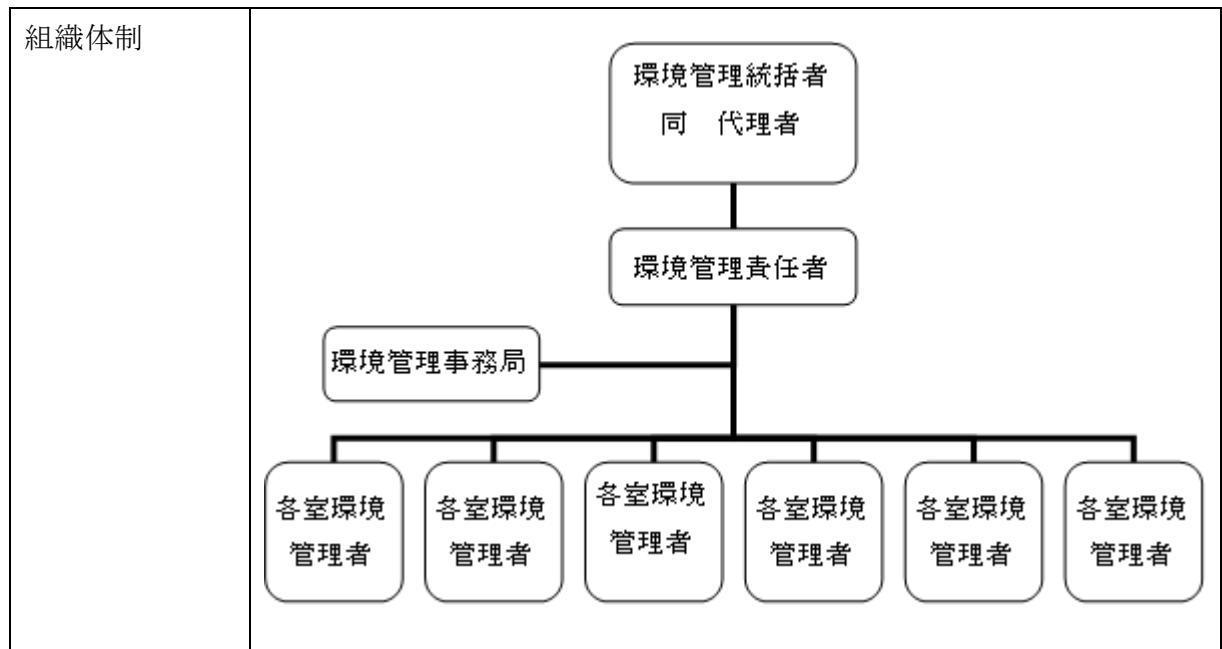 組織体制
環境管理統括者
同　代理者
環境管理責任者
環境管理事務局
各室環境
管理者
各室環境
管理者
各室環境
管理者
各室環境
管理者
各室環境
管理者
各室環境
管理者